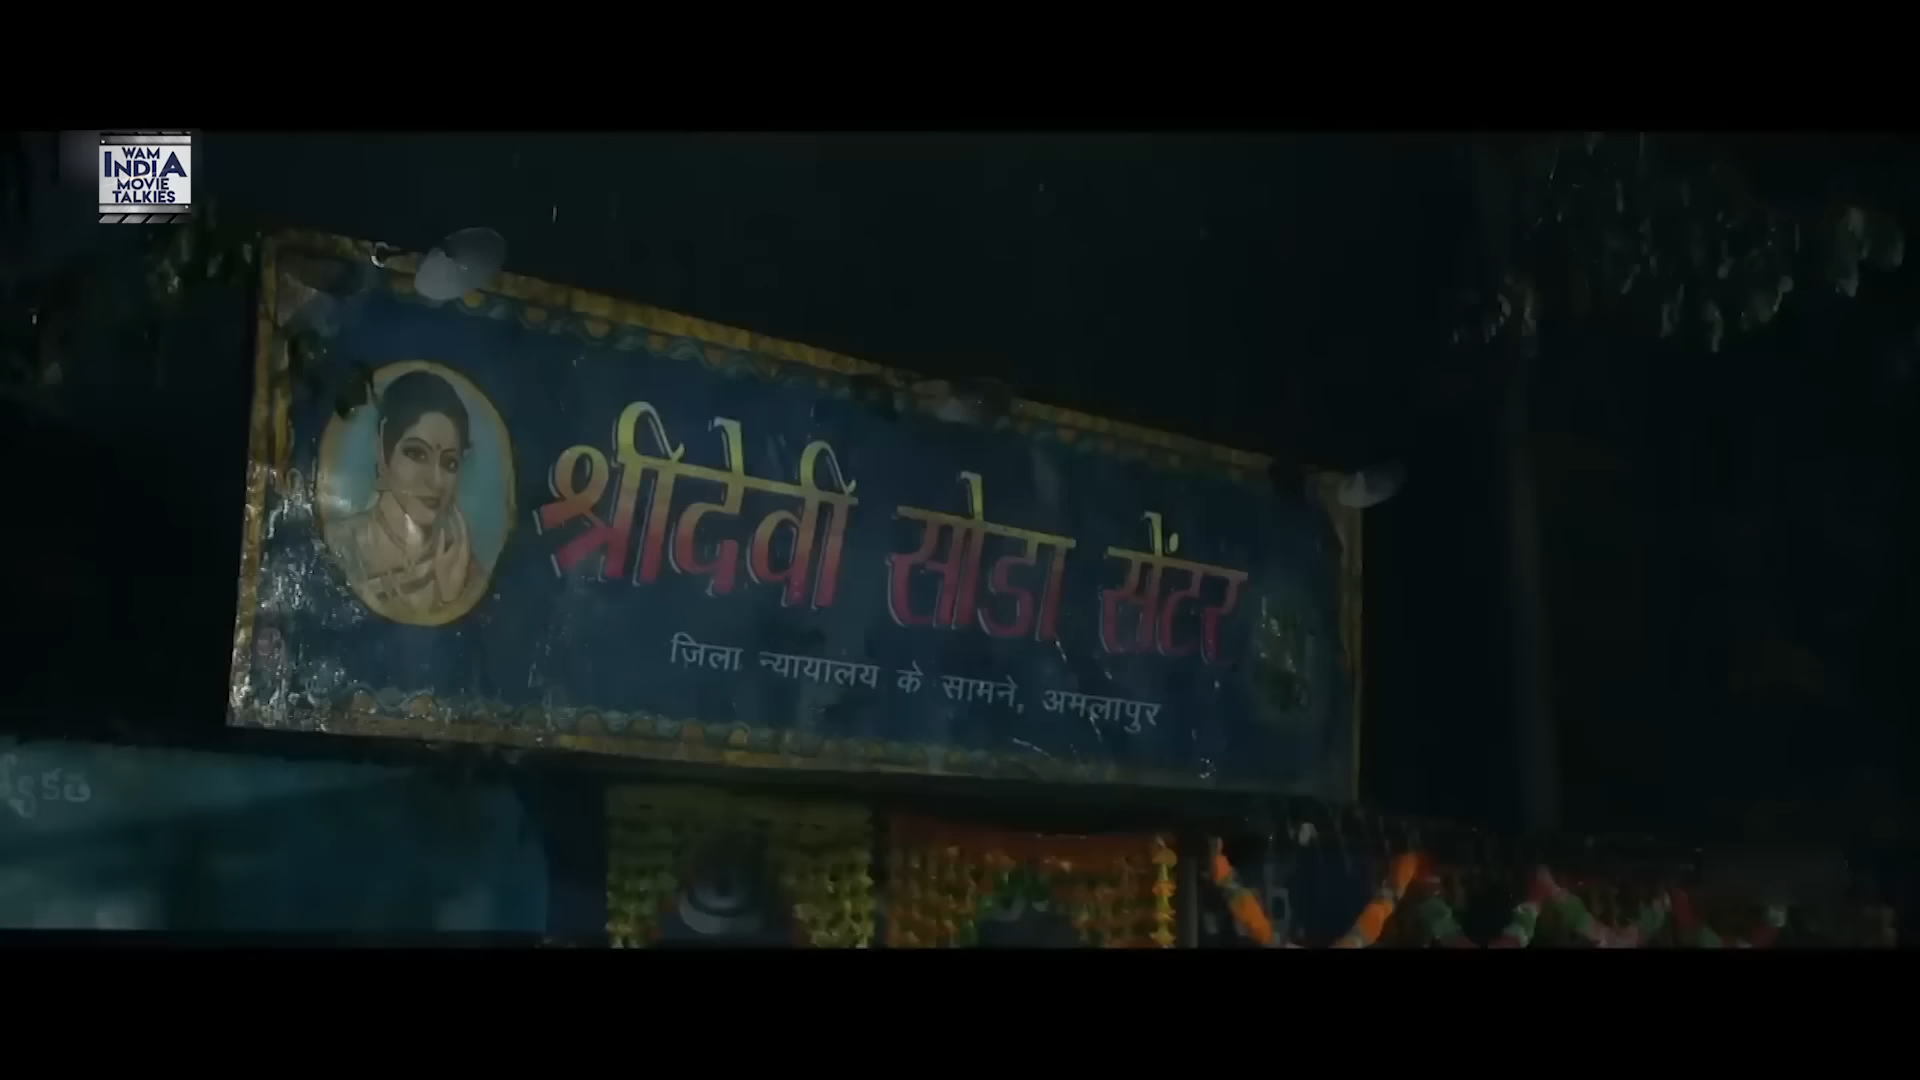 WAM
INDIA
MOVIE
TALKIES
श्रीदेवी सोडा सेंटर
ज़िला न्यायालय के सामने, अमलापुर